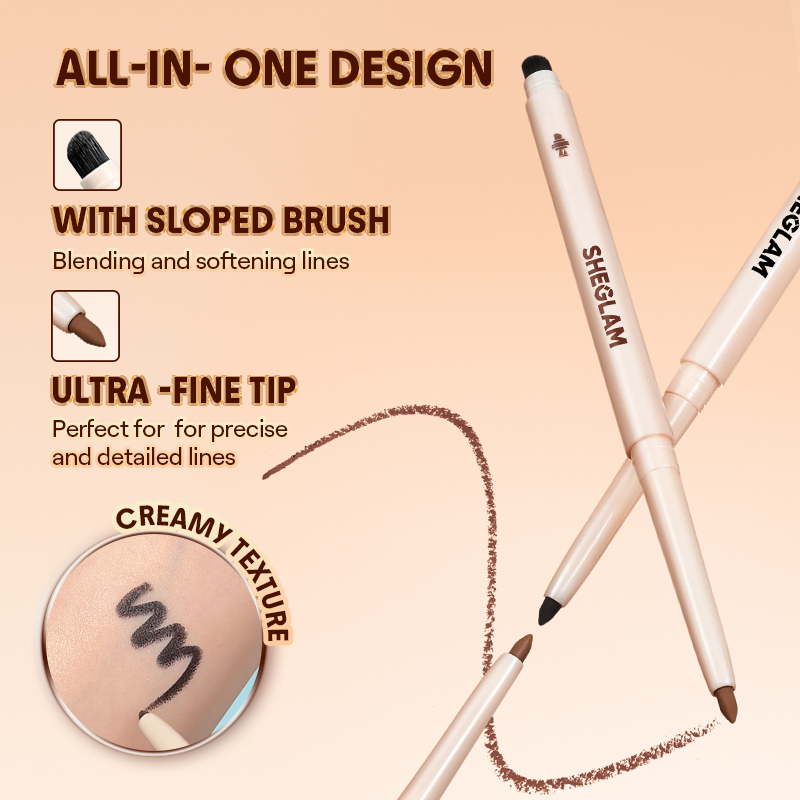 ALL-IN- ONE DESIGN
WITH SLOPED BRUSH
Blending and softening lines
ULTRA -FINE TIP
Perfect for for precise
and detailed lines
CREAMY TEXTURE
SHEGLAM
SHEGLAM